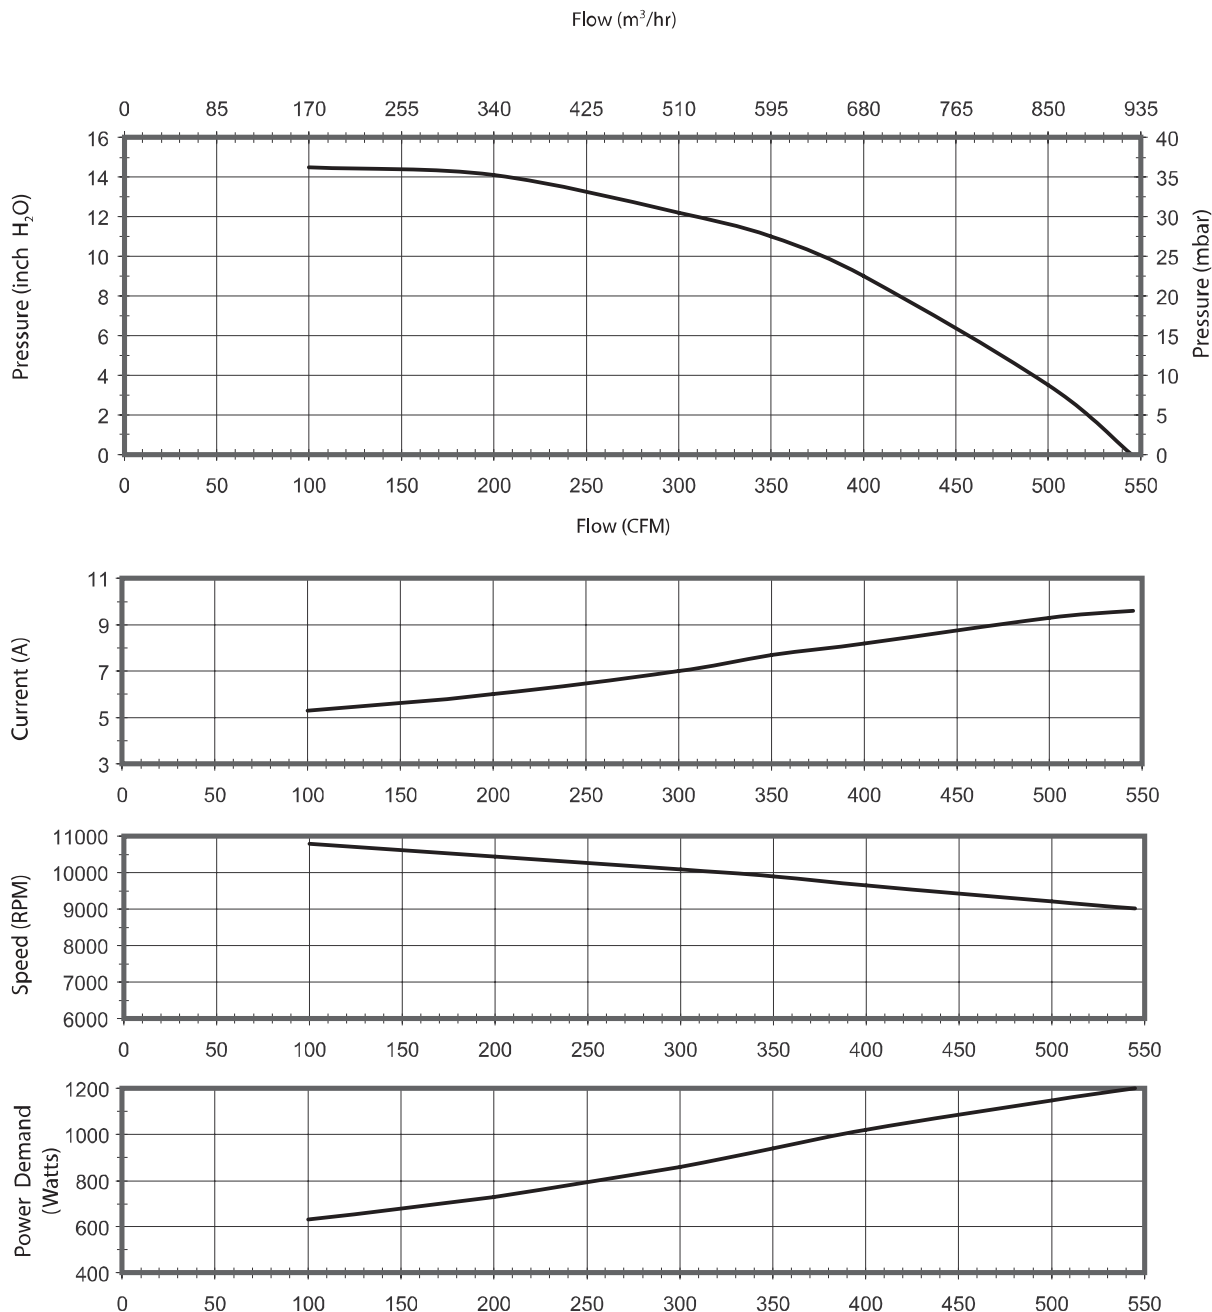 Flow (m³/hr)
0 85 170 255 340 425 510 595 680 765 850 935
16 40
14 35
12 30
10 25
8 20
6 15
4 10
2 5
0 0
Pressure (inch H₂O)
Pressure (mbar)
0 50 100 150 200 250 300 350 400 450 500 550
Flow (CFM)
11
9
7
5
3
Current (A)
0 50 100 150 200 250 300 350 400 450 500 550
11000
10000
9000
8000
7000
6000
Speed (RPM)
0 50 100 150 200 250 300 350 400 450 500 550
1200
1000
800
600
400
Power Demand
(Watts)
0 50 100 150 200 250 300 350 400 450 500 550